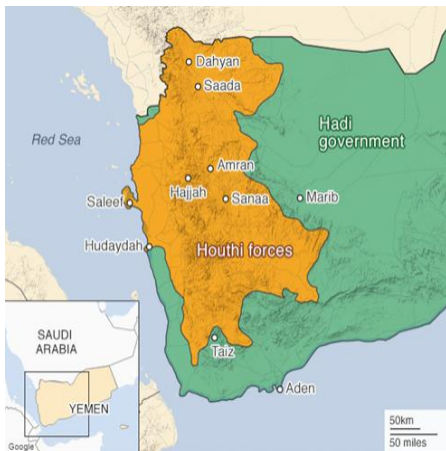 Dahyan
Saada
Red Sea
Hadi
government
Amran
Hajjah
Sanaa
Marib
Saleef
Hudaydah
Houthi forces
SAUDI
ARABIA
Taiz
Aden
YEMEN
50km
50 miles
Google